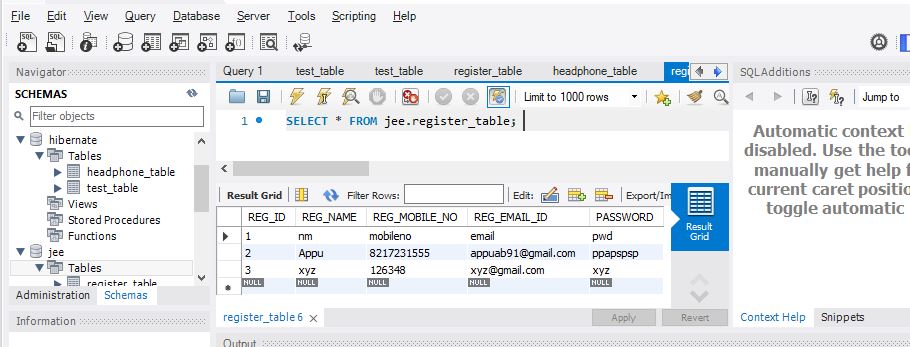 File Edit View Query Database Server Tools Scripting Help
SQL SQL
Navigator
SCHEMAS
Filter objects
hibernate
Tables
headphone_table
test_table
Views
Stored Procedures
Functions
jee
Tables
register_table
Administration Schemas
Information
Query 1 test_table test_table register_table headphone_table regi
Limit to 1000 rows
1 SELECT * FROM jee.register_table;
Result Grid Filter Rows: Edit: Export/Im
REG_ID REG_NAME REG_MOBILE_NO REG_EMAIL_ID PASSWORD
1 nm mobileno email pwd
2 Appu 8217231555 appuab91@gmail.com ppapspsp
3 xyz 126348 xyz@gmail.com xyz
NULL NULL NULL NULL NULL
Result
Grid
register_table 6 Apply Revert
Output
SQLAdditions
Jump to
Automatic context
disabled. Use the too
manually get help f
current caret positio
toggle automatic
Context Help Snippets